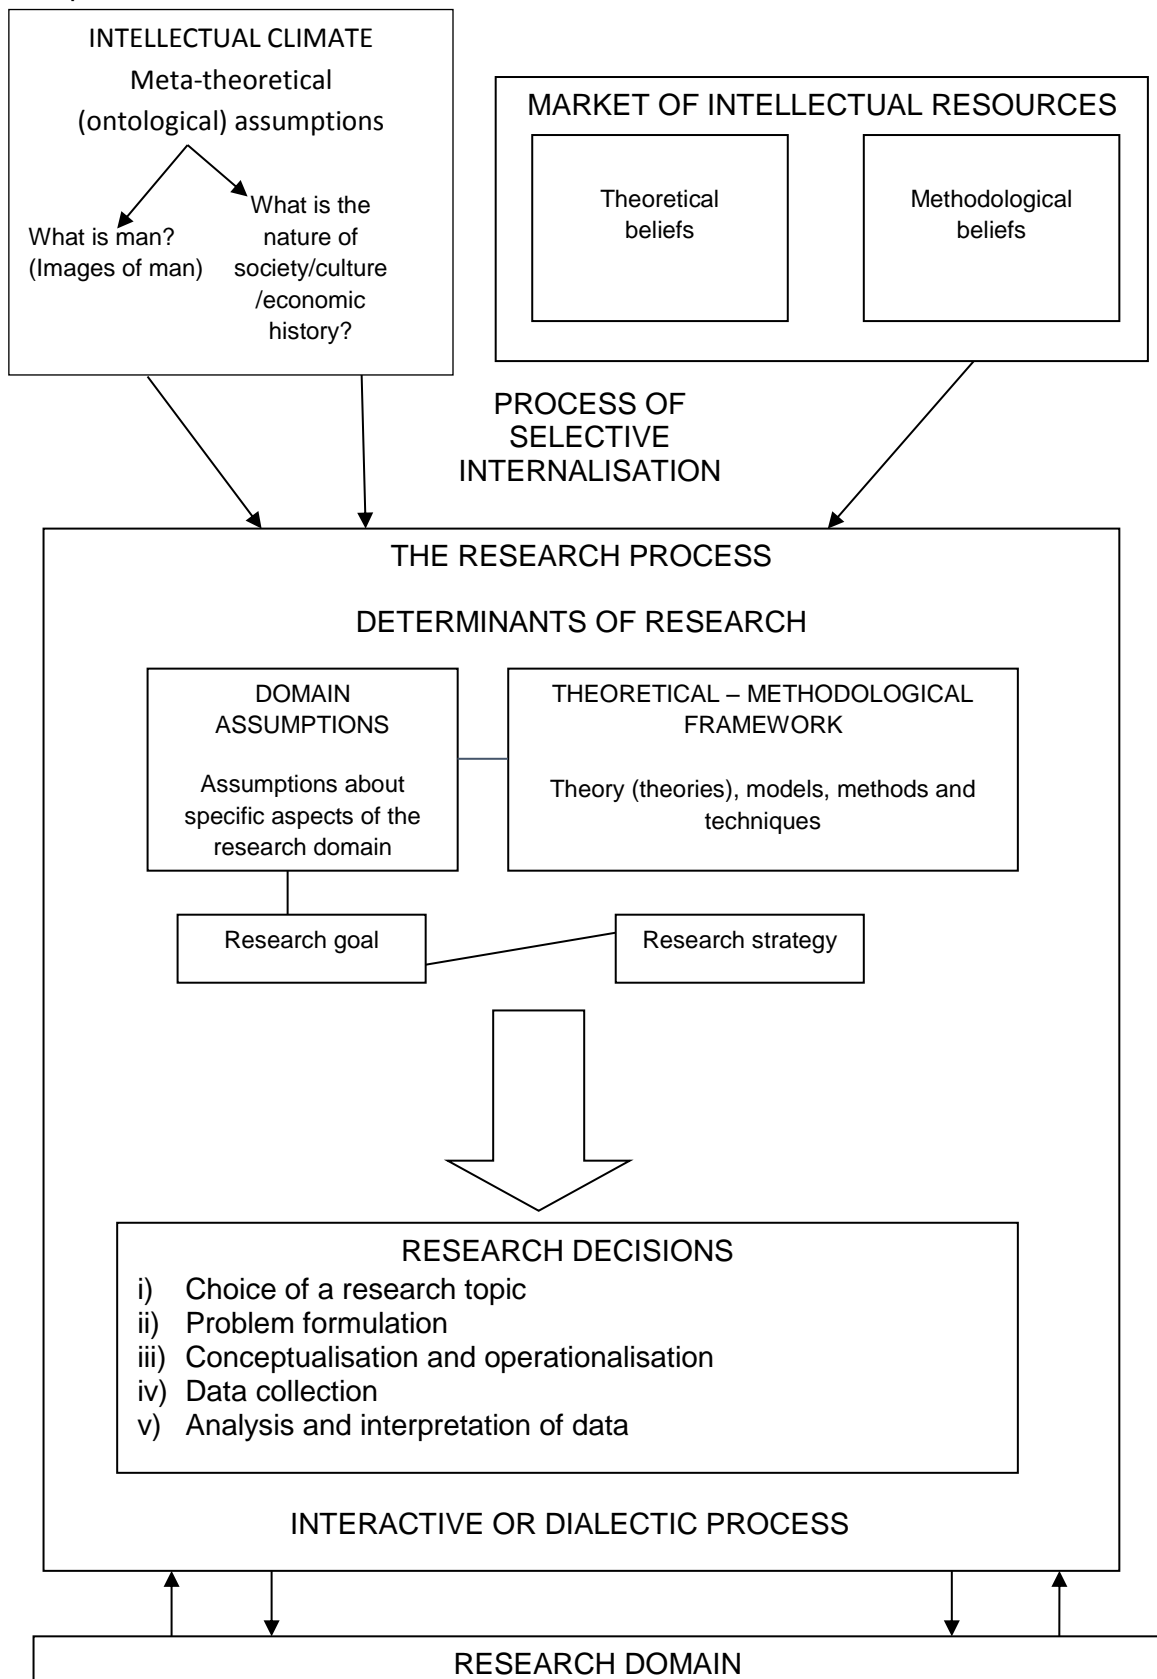 INTELLECTUAL CLIMATE
Meta-theoretical
(ontological) assumptions
What is man?
(Images of man)
What is the
nature of
society/culture
/economic
history?
MARKET OF INTELLECTUAL RESOURCES
Theoretical
beliefs
Methodological
beliefs
PROCESS OF
SELECTIVE
INTERNALISATION
THE RESEARCH PROCESS
DETERMINANTS OF RESEARCH
DOMAIN
ASSUMPTIONS
Assumptions about
specific aspects of the
research domain
THEORETICAL – METHODOLOGICAL
FRAMEWORK
Theory (theories), models, methods and
techniques
Research goal
Research strategy
RESEARCH DECISIONS
i) Choice of a research topic
ii) Problem formulation
iii) Conceptualisation and operationalisation
iv) Data collection
v) Analysis and interpretation of data
INTERACTIVE OR DIALECTIC PROCESS
RESEARCH DOMAIN